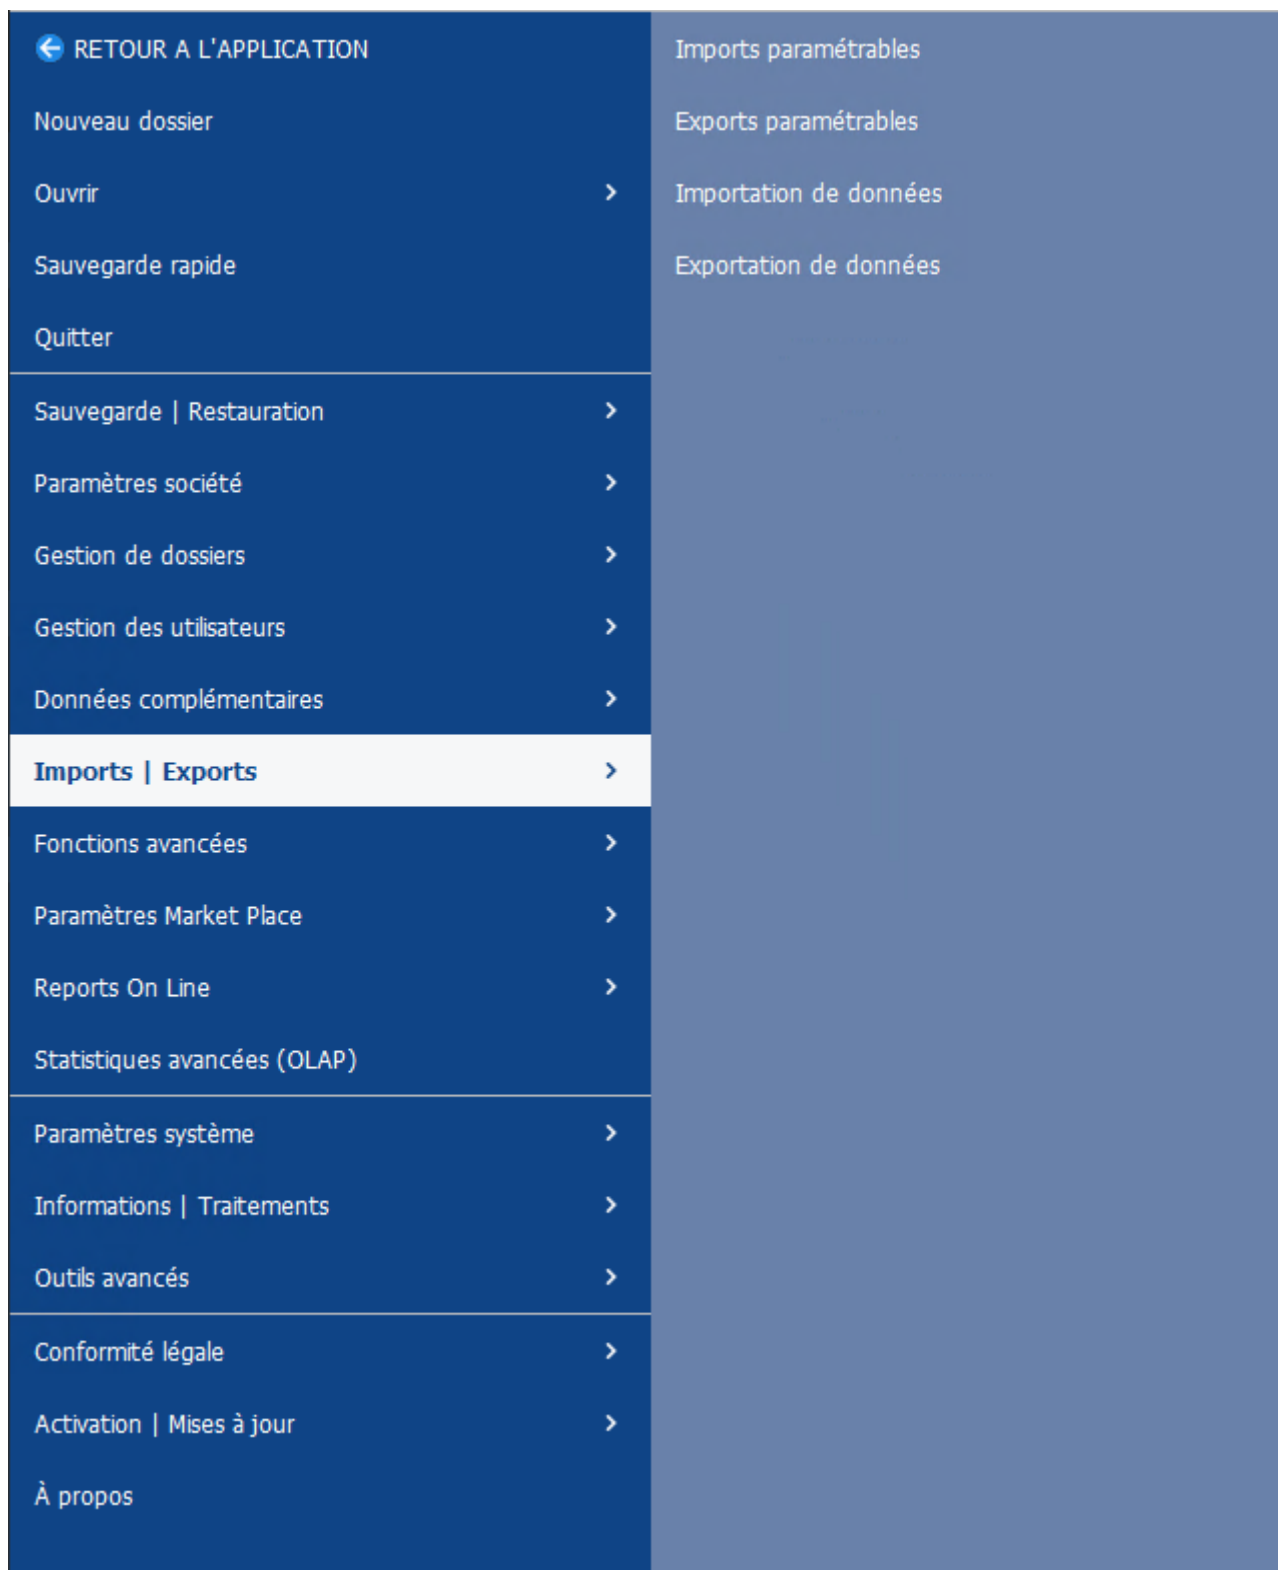 RETOUR A L'APPLICATION
Nouveau dossier
Ouvrir
Sauvegarde rapide
Quitter
Sauvegarde | Restauration
Paramètres société
Gestion de dossiers
Gestion des utilisateurs
Données complémentaires
Imports | Exports
Fonctions avancées
Paramètres Market Place
Reports On Line
Statistiques avancées (OLAP)
Paramètres système
Informations | Traitements
Outils avancés
Conformité légale
Activation | Mises à jour
À propos
Imports paramétrables
Exports paramétrables
Importation de données
Exportation de données